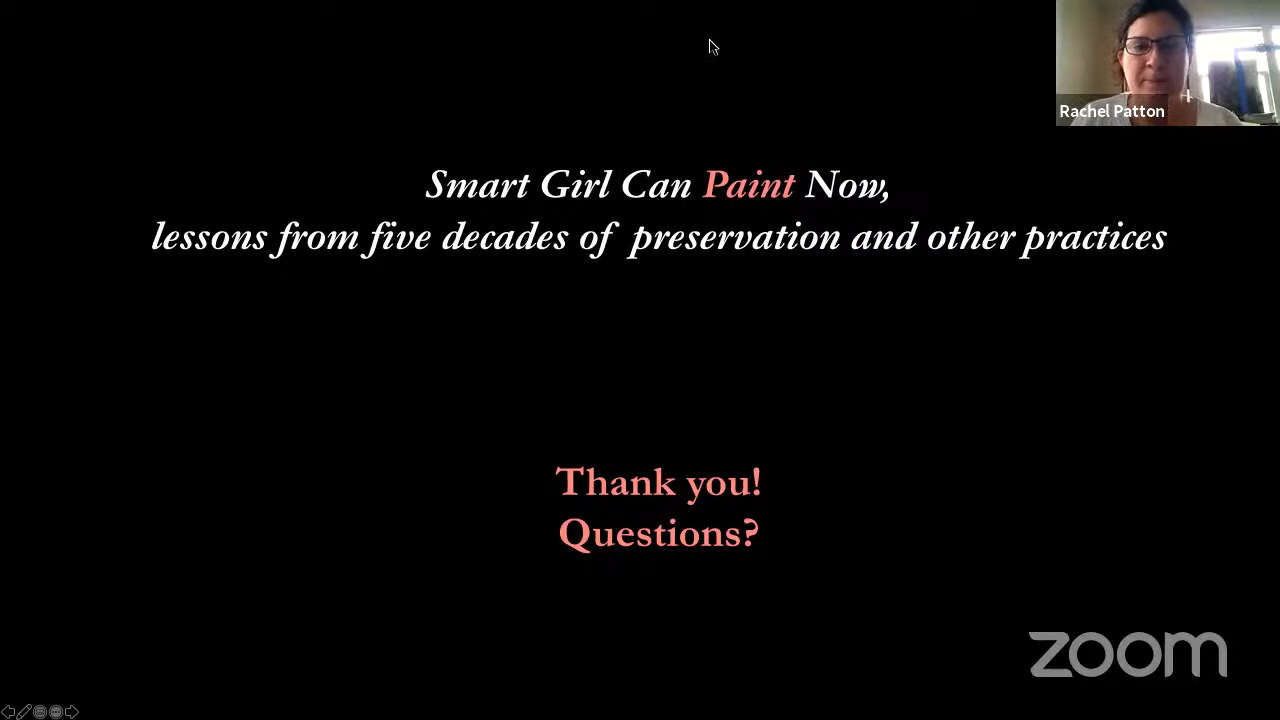 Rachel Patton
Smart Girl Can Paint Now,
lessons from five decades of preservation and other practices
Thank you!
Questions?
zoom